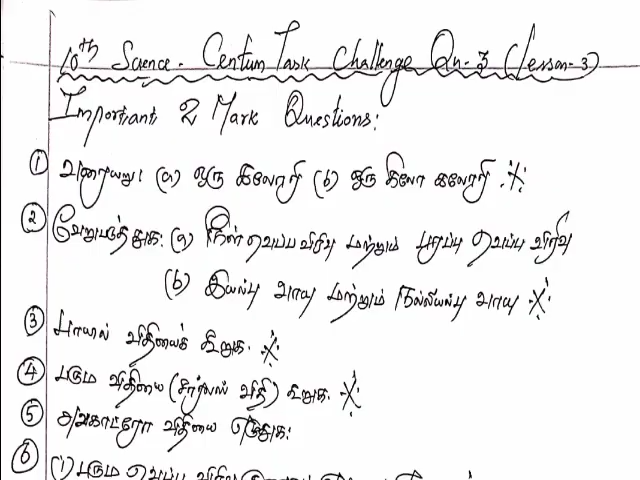 10th Science - Centum Task Challenge Qn-3 (Lesson-3)
Important 2 Mark Questions:
① வரையறு: (a) ஒரு கலோரி (b) ஒரு கிலோ கலோரி .※
② வேறுபடுத்துக: (a) நீள் வெப்ப விரிவு மற்றும் பரப்பு வெப்ப விரிவு
(b) இயல்பு வாயு மற்றும் நல்லியல்பு வாயு ※
③ பாயில் விதியைக் கூறுக ※
④ பரும விதியை (சார்லஸ் விதி) கூறுக. ※
⑤ அவகாட்ரோ விதியை எழுதுக:
⑥ (i) பரும வெப்ப விரிவு